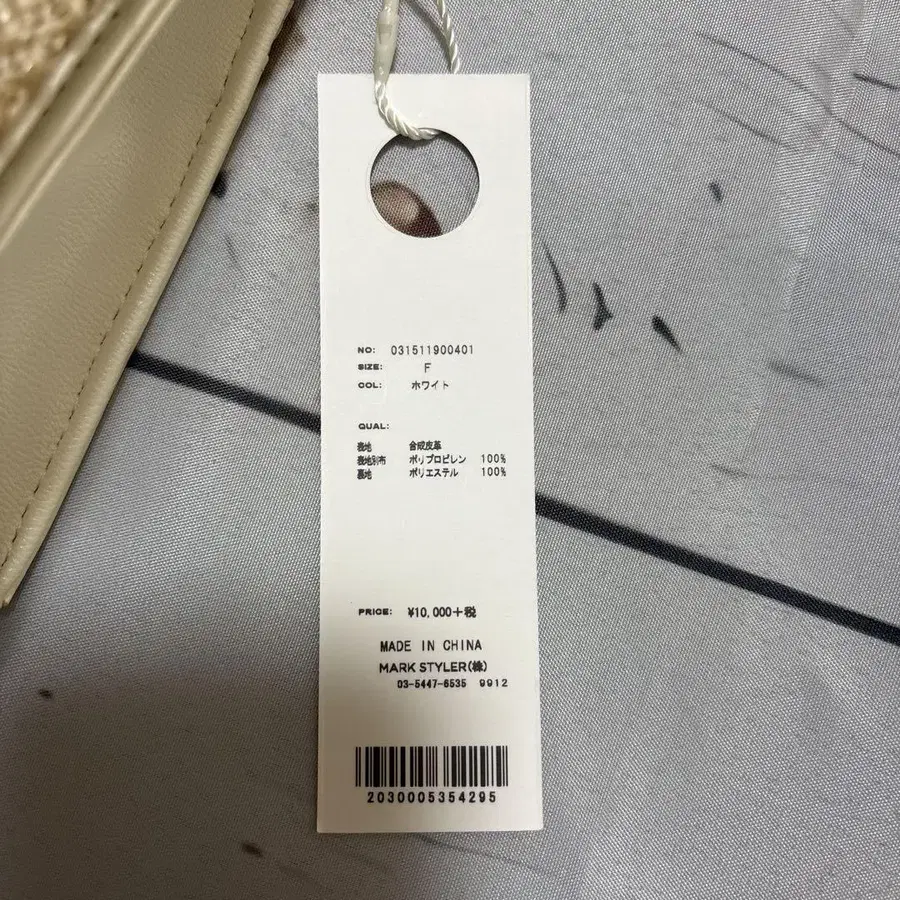 NO: 031511900401
SIZE: F
COL: ホワイト
QUAL:
表地 合成皮革
表地別布 ポリプロピレン 100%
裏地 ポリエステル 100%
PRICE: ¥10,000+税
MADE IN CHINA
MARK STYLER(株)
03-5447-6535 9912
2030005354295